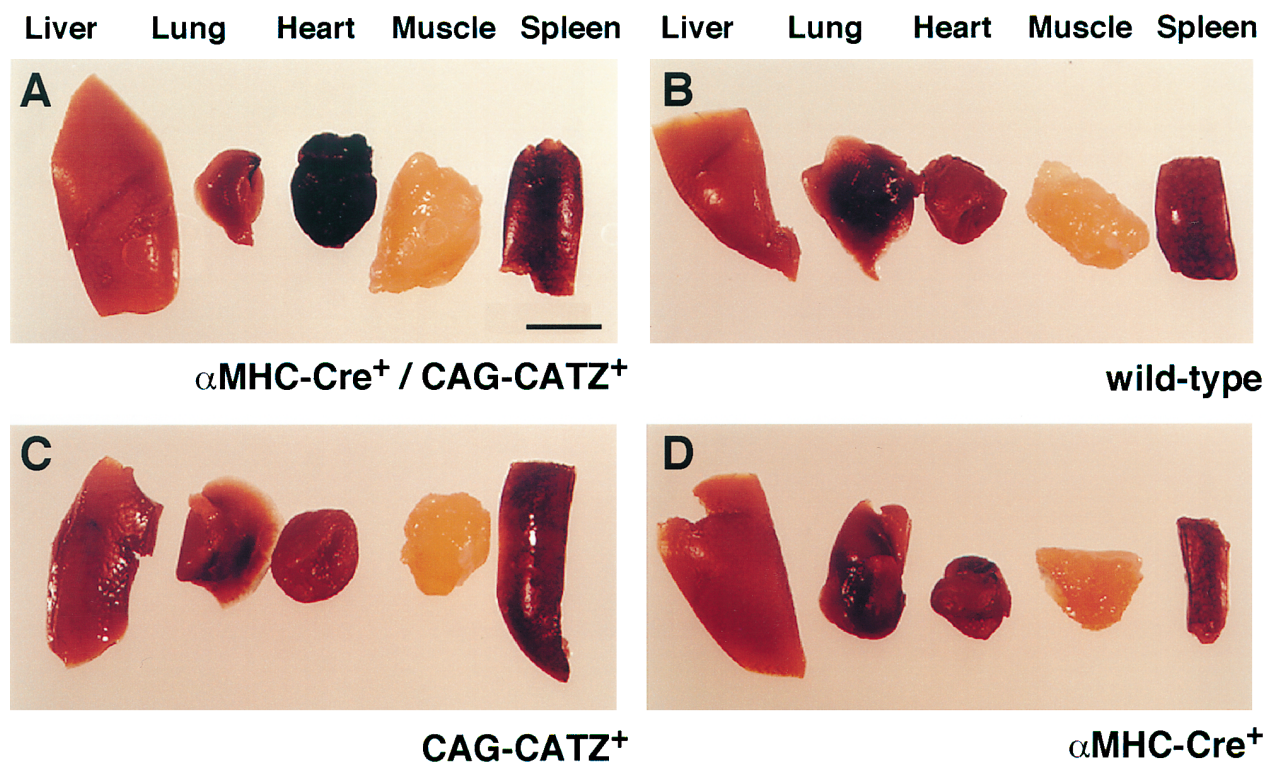 Liver Lung Heart Muscle Spleen Liver Lung Heart Muscle Spleen
A B
αMHC-Cre⁺ / CAG-CATZ⁺ wild-type
C D
CAG-CATZ⁺ αMHC-Cre⁺